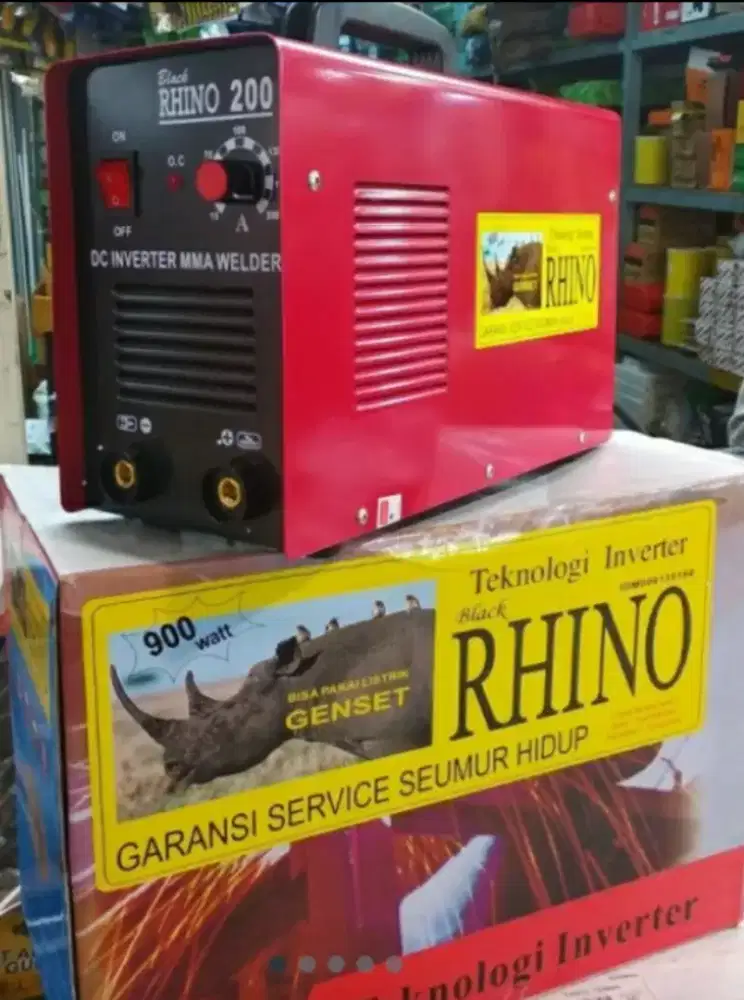 Black
RHINO 200
ON
O.C
100
OFF
A
DC INVERTER MMA WELDER
RHINO
Teknologi Inverter
Black
RHINO
900 watt
BISA PAKAI LISTRIK
GENSET
GARANSI SERVICE SEUMUR HIDUP
Inverter